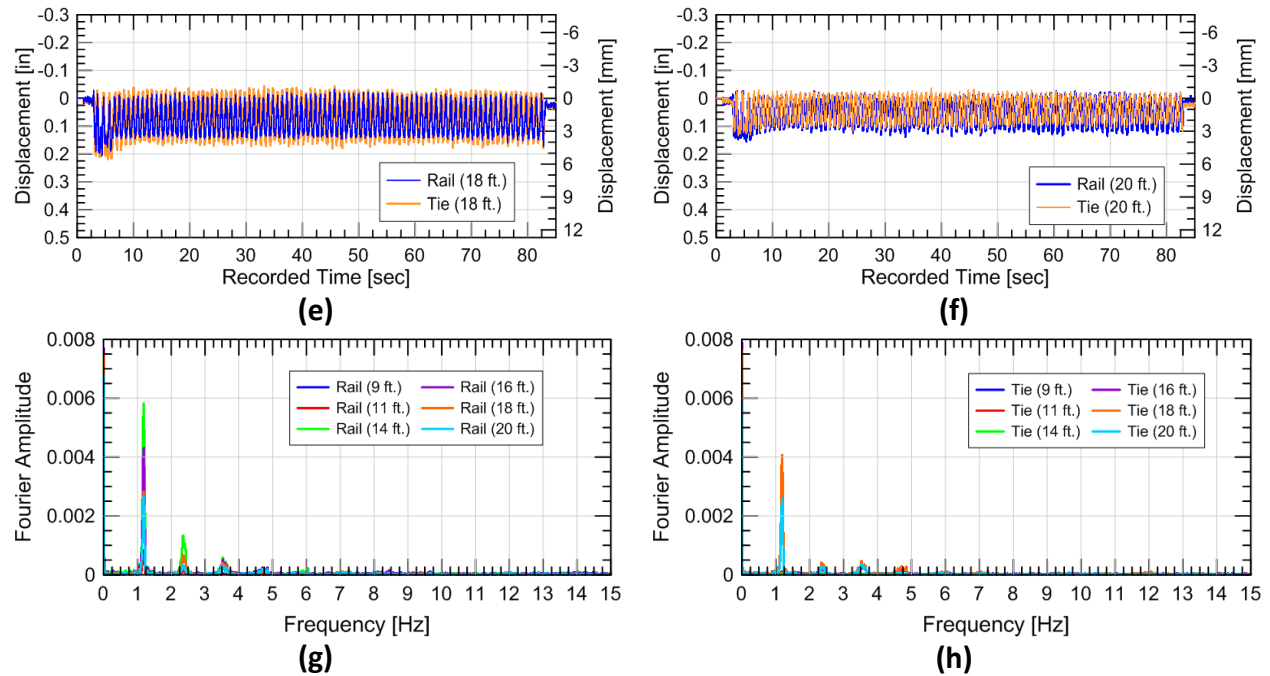 -0.3
-0.2
-0.1
0
0.1
0.2
0.3
0.4
0.5
Displacement [in]
-6
-3
0
3
6
9
12
Displacement [mm]
Rail (18 ft.)
Tie (18 ft.)
0 10 20 30 40 50 60 70 80
Recorded Time [sec]
(e)
-0.3
-0.2
-0.1
0
0.1
0.2
0.3
0.4
0.5
Displacement [in]
-6
-3
0
3
6
9
12
Displacement [mm]
Rail (20 ft.)
Tie (20 ft.)
0 10 20 30 40 50 60 70 80
Recorded Time [sec]
(f)
0.008
0.006
0.004
0.002
0
Fourier Amplitude
Rail (9 ft.) Rail (16 ft.)
Rail (11 ft.) Rail (18 ft.)
Rail (14 ft.) Rail (20 ft.)
0 1 2 3 4 5 6 7 8 9 10 11 12 13 14 15
Frequency [Hz]
(g)
0.008
0.006
0.004
0.002
0
Fourier Amplitude
Tie (9 ft.) Tie (16 ft.)
Tie (11 ft.) Tie (18 ft.)
Tie (14 ft.) Tie (20 ft.)
0 1 2 3 4 5 6 7 8 9 10 11 12 13 14 15
Frequency [Hz]
(h)